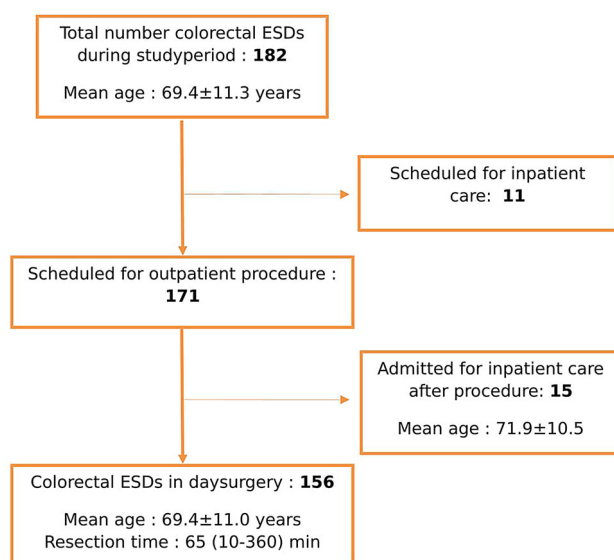 Total number colorectal ESDs
during studyperiod : 182
Mean age : 69.4±11.3 years
Scheduled for inpatient
care: 11
Scheduled for outpatient procedure :
171
Admitted for inpatient care
after procedure: 15
Mean age : 71.9±10.5
Colorectal ESDs in daysurgery : 156
Mean age : 69.4±11.0 years
Resection time : 65 (10-360) min